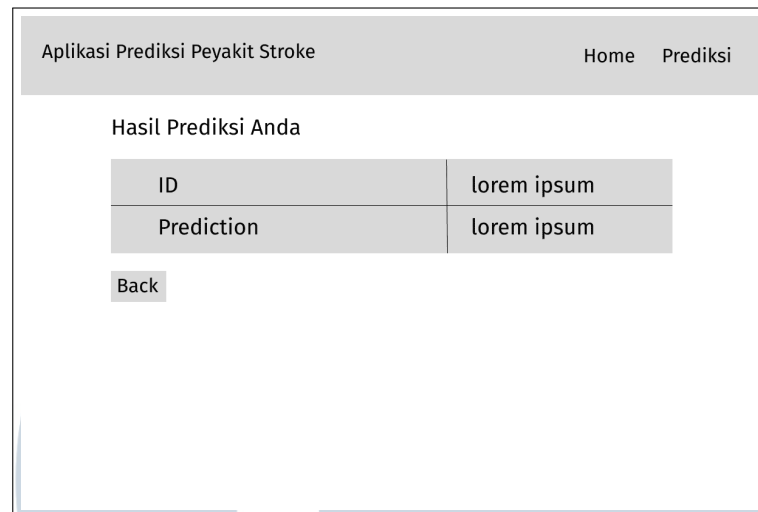 Aplikasi Prediksi Peyakit Stroke
Home Prediksi
Hasil Prediksi Anda
ID lorem ipsum
Prediction lorem ipsum
Back